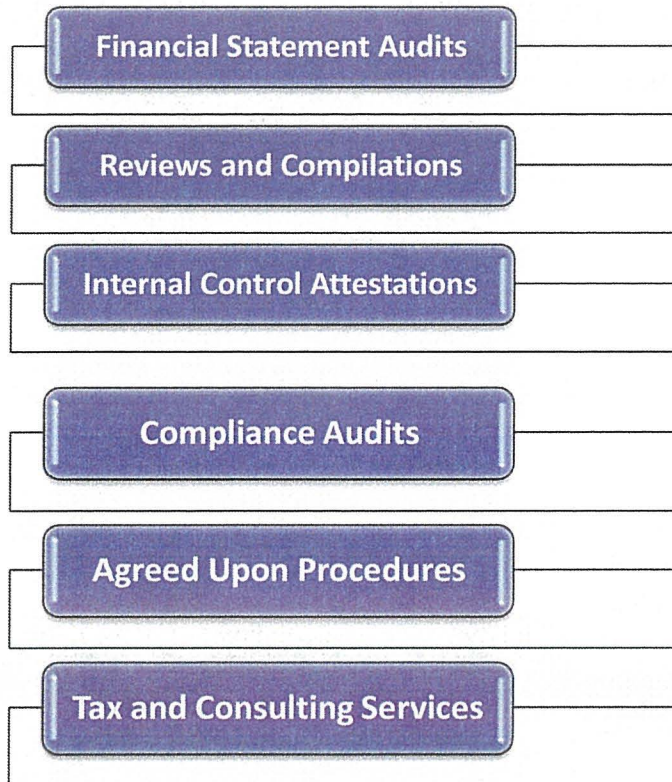 Financial Statement Audits
Reviews and Compilations
Internal Control Attestations
Compliance Audits
Agreed Upon Procedures
Tax and Consulting Services